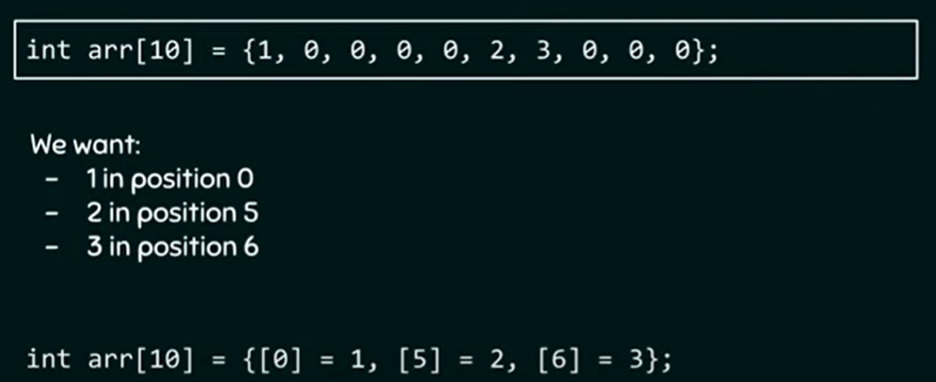 int arr[10] = {1, 0, 0, 0, 0, 2, 3, 0, 0, 0};
We want:
- 1 in position 0
- 2 in position 5
- 3 in position 6
int arr[10] = {[0] = 1, [5] = 2, [6] = 3};